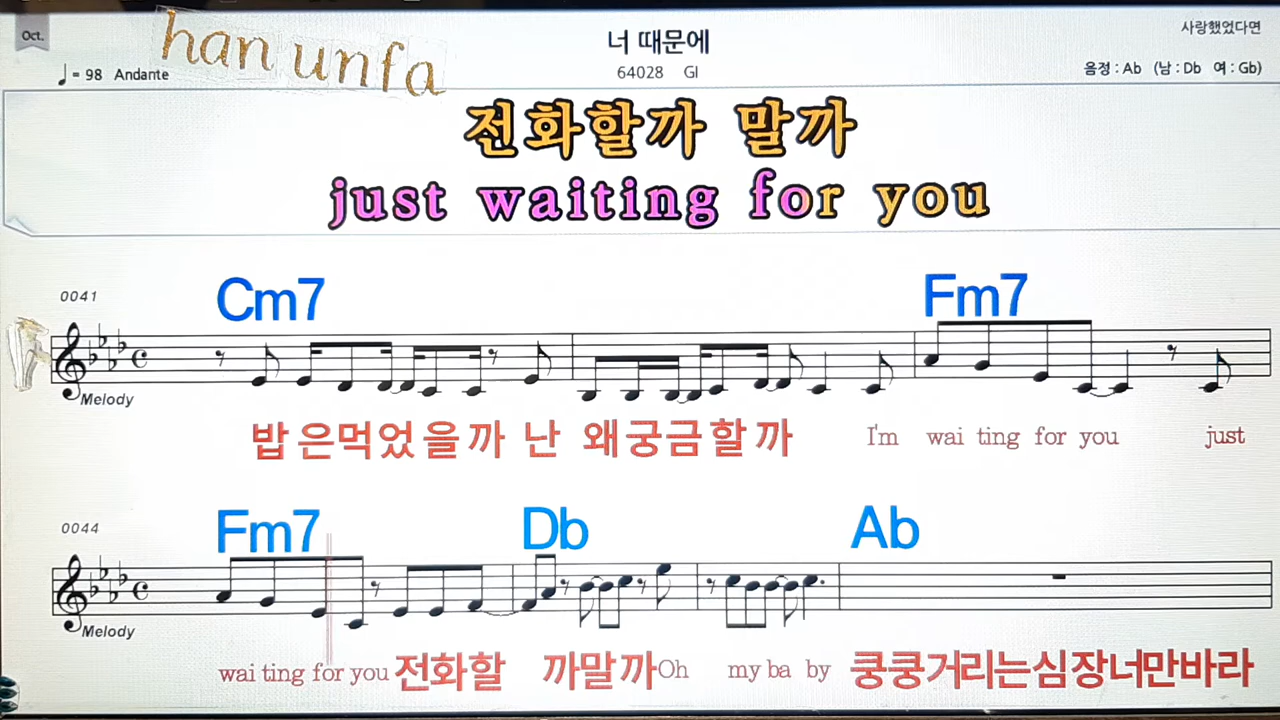 Oct.
han unfa
너 때문에
사랑했었다면
= 98 Andante
64028 GI
음정 : Ab (남 : Db 여 : Gb)
전화할까 말까
just waiting for you
0041
Cm7 Fm7
Melody
밥 은먹었 을까 난 왜궁금할 까 I'm wai ting for you just
0044
Fm7 Db Ab
Melody
wai ting for you 전화할 까말까 Oh my ba by 쿵쿵거리는심장너만바라